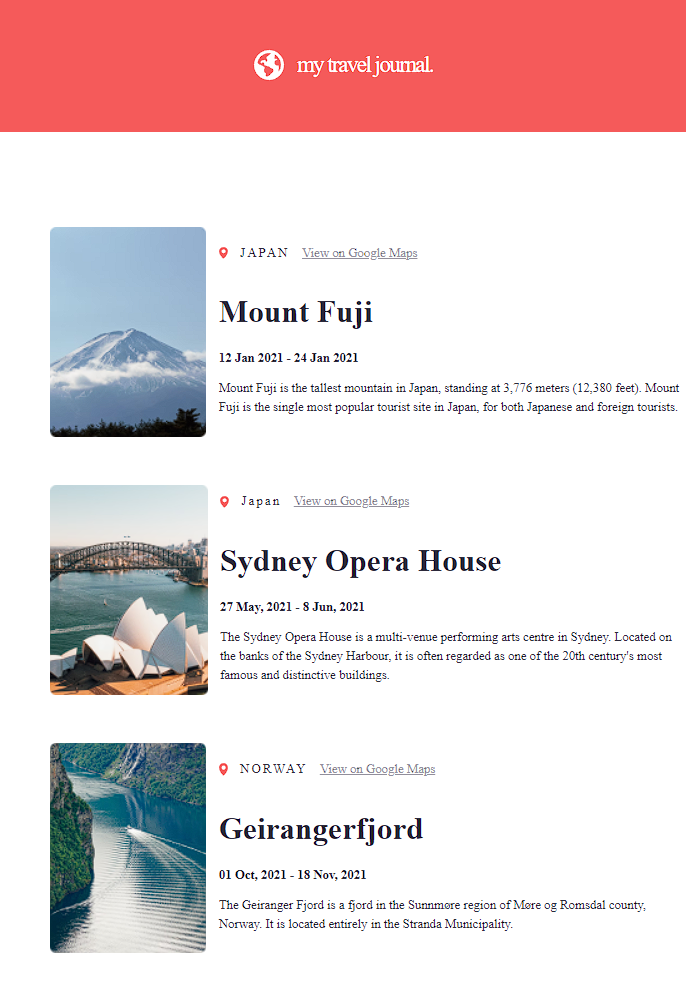 my travel journal.
JAPAN View on Google Maps
Mount Fuji
12 Jan 2021 - 24 Jan 2021
Mount Fuji is the tallest mountain in Japan, standing at 3,776 meters (12,380 feet). Mount
Fuji is the single most popular tourist site in Japan, for both Japanese and foreign tourists.
Japan View on Google Maps
Sydney Opera House
27 May, 2021 - 8 Jun, 2021
The Sydney Opera House is a multi-venue performing arts centre in Sydney. Located on
the banks of the Sydney Harbour, it is often regarded as one of the 20th century's most
famous and distinctive buildings.
NORWAY View on Google Maps
Geirangerfjord
01 Oct, 2021 - 18 Nov, 2021
The Geiranger Fjord is a fjord in the Sunnmøre region of Møre og Romsdal county,
Norway. It is located entirely in the Stranda Municipality.